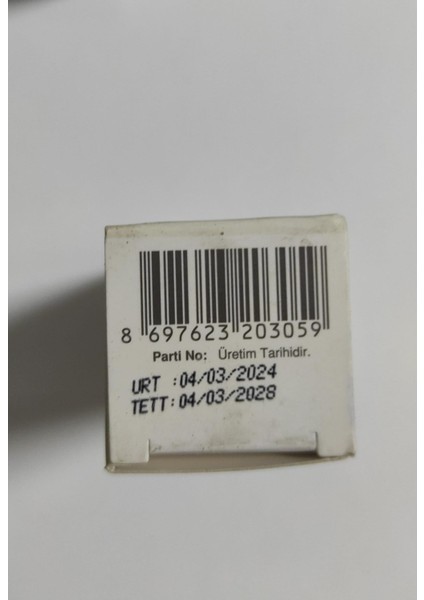 8 697623 203059
Parti No: Üretim Tarihidir.
URT :04/03/2024
TETT:04/03/2028